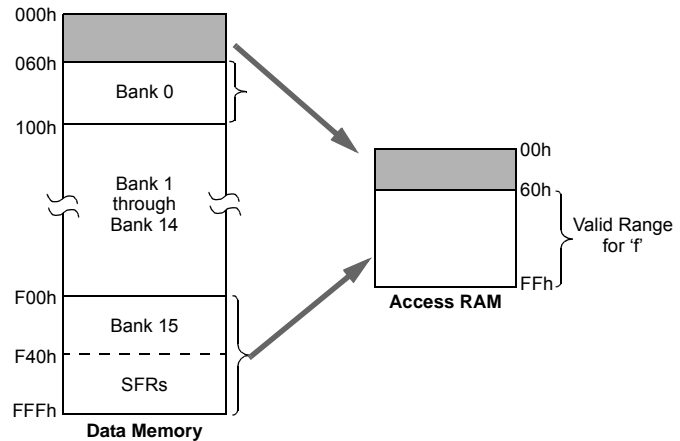 000h
060h
Bank 0
100h
Bank 1
through
Bank 14
F00h
Bank 15
F40h
SFRs
FFFh
Data Memory
00h
60h
Valid Range
for ‘f’
FFh
Access RAM